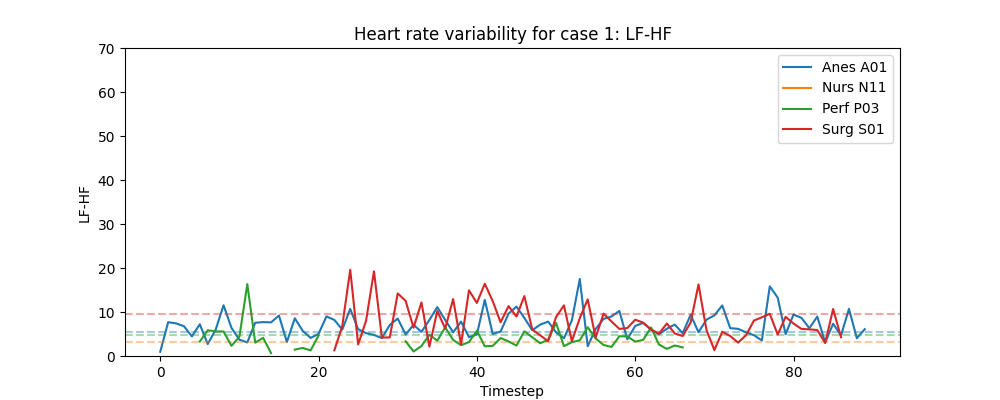 Heart rate variability for case 1: LF-HF
70
60
50
40
30
20
10
0
LF-HF
Anes A01
Nurs N11
Perf P03
Surg S01
0
20
40
60
80
Timestep